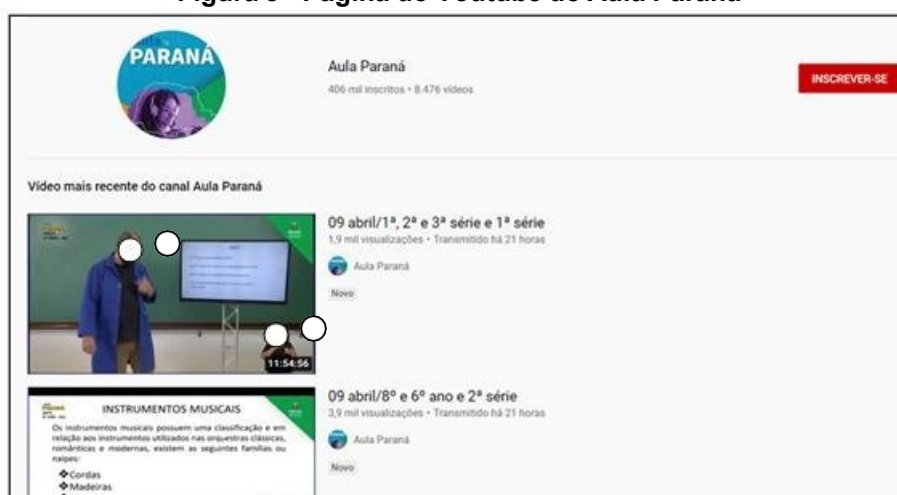 Figura 5 - Página do Youtube do Aula Paraná
PARANÁ
Aula Paraná
406 mil inscritos • 8.476 vídeos
INSCREVER-SE
Vídeo mais recente do canal Aula Paraná
09 abril/1ª, 2ª e 3ª série e 1ª série
1,9 mil visualizações • Transmitido há 21 horas
Aula Paraná
Novo
11:54:56
09 abril/8º e 6º ano e 2ª série
3,9 mil visualizações • Transmitido há 21 horas
Aula Paraná
Novo
INSTRUMENTOS MUSICAIS
Os instrumentos musicais possuem uma classificação e em
relação aos instrumentos utilizados nas orquestras clássicas,
românticas e modernas, existem as seguintes famílias ou
naipes:
❖Cordas
❖Madeiras